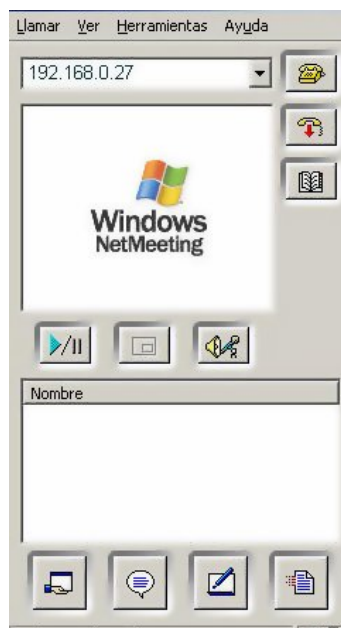 Llamar Ver Herramientas Ayuda
192.168.0.27
Windows
NetMeeting
Nombre